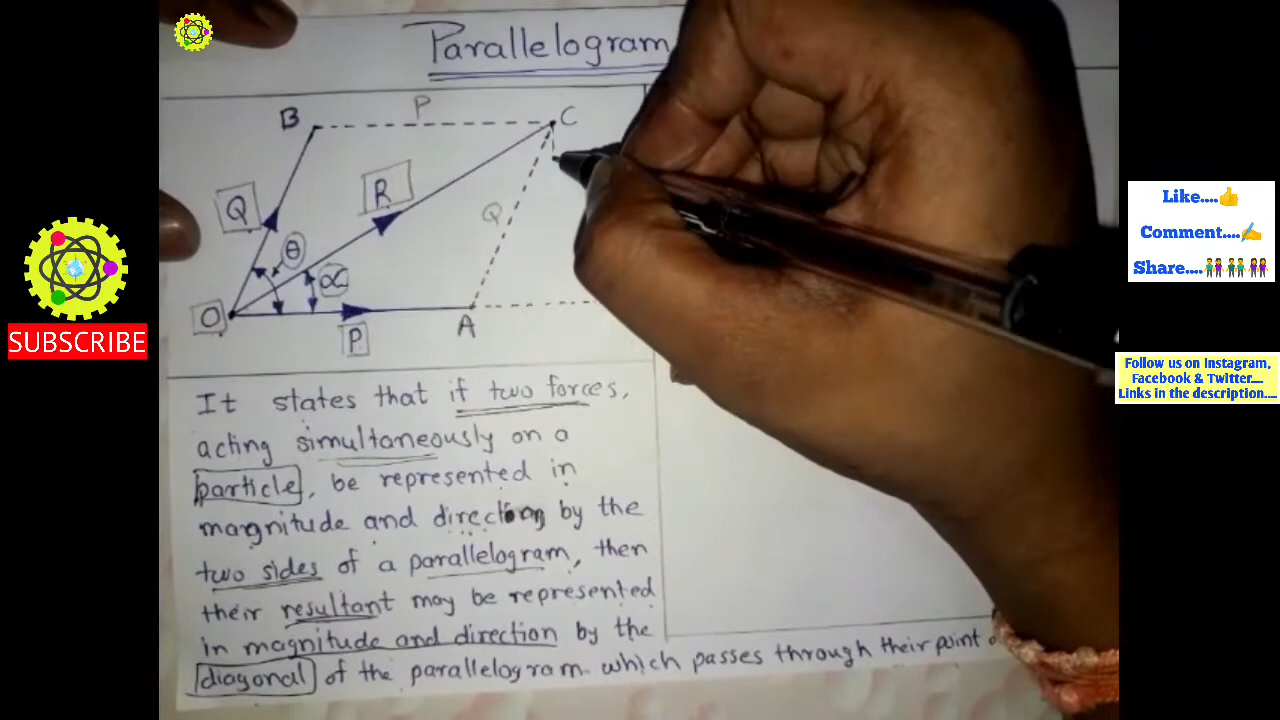 Parallelogram
B
P
C
Q
R
Q
θ
α
O
P
A
It states that if two forces,
acting simultaneously on a
particle, be represented in
magnitude and direction by the
two sides of a parallelogram, then
their resultant may be represented
in magnitude and direction by the
diagonal of the parallelogram which passes through their point
SUBSCRIBE
Like....👍
Comment....✍
Share....👬👫👭
Follow us on Instagram,
Facebook & Twitter....
Links in the description....